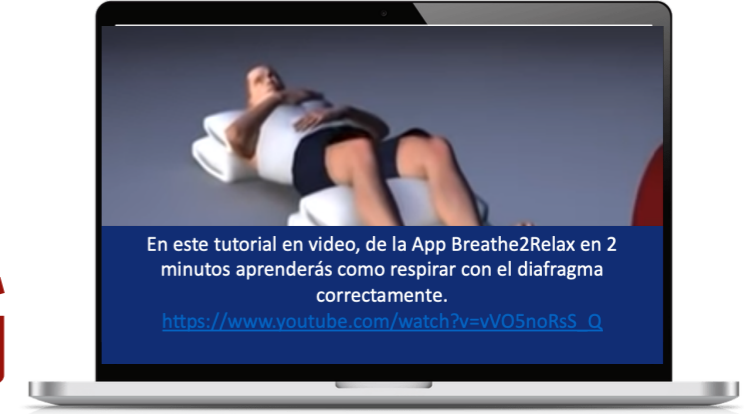 En este tutorial en video, de la App Breathe2Relax en 2
minutos aprenderás como respirar con el diafragma
correctamente.
https://www.youtube.com/watch?v=vVO5noRsS_Q